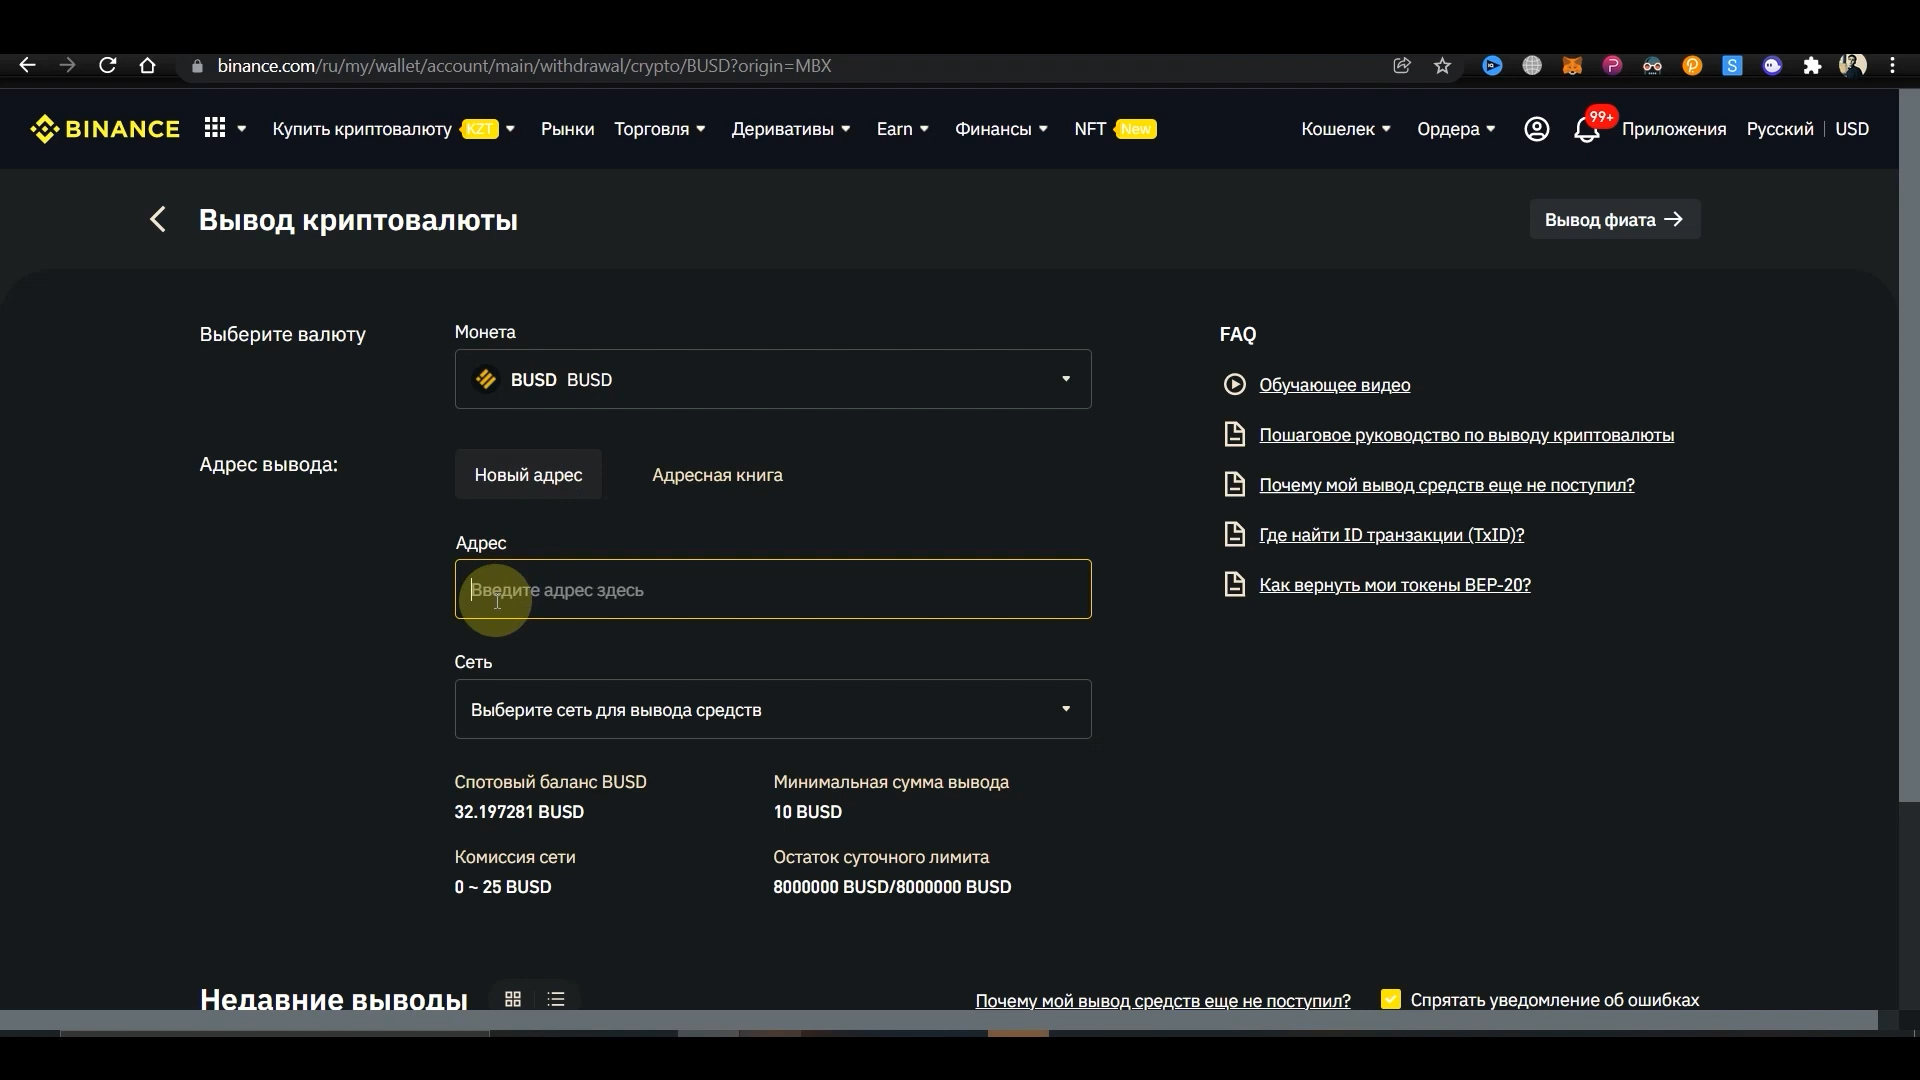 binance.com/ru/my/wallet/account/main/withdrawal/crypto/BUSD?origin=MBX
BINANCE
Купить криптовалюту KZT
Рынки
Торговля
Деривативы
Earn
Финансы
NFT New
Кошелек
Ордера
99+
Приложения
Русский
USD
Вывод криптовалюты
Вывод фиата →
Выберите валюту
Монета
BUSD BUSD
Адрес вывода:
Новый адрес
Адресная книга
Адрес
Введите адрес здесь
Сеть
Выберите сеть для вывода средств
Спотовый баланс BUSD
32.197281 BUSD
Минимальная сумма вывода
10 BUSD
Комиссия сети
0 ~ 25 BUSD
Остаток суточного лимита
8000000 BUSD/8000000 BUSD
FAQ
Обучающее видео
Пошаговое руководство по выводу криптовалюты
Почему мой вывод средств еще не поступил?
Где найти ID транзакции (TxID)?
Как вернуть мои токены BEP-20?
Недавние выводы
Почему мой вывод средств еще не поступил?
Спрятать уведомление об ошибках